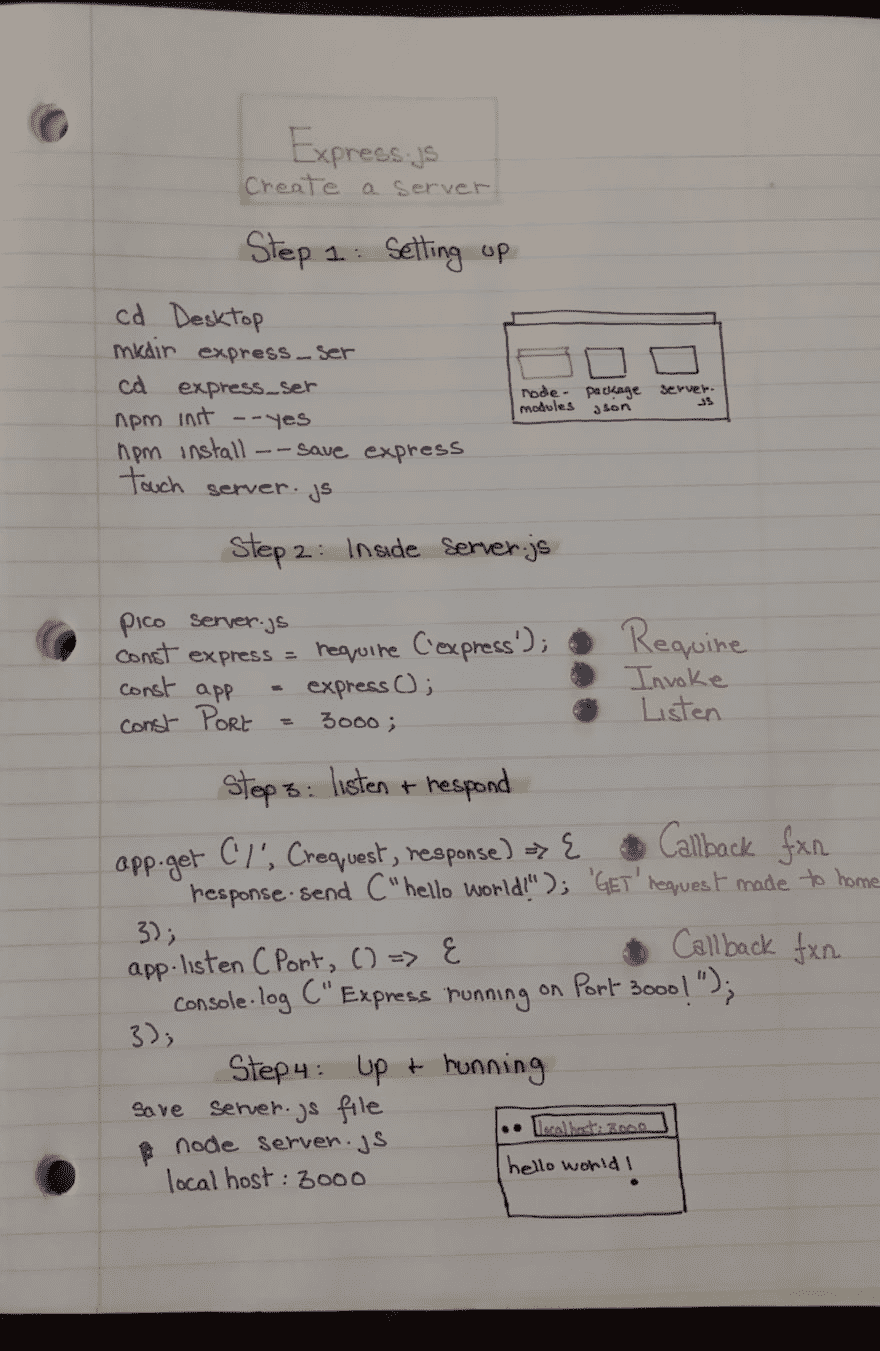 Express.js
Create a server
Step 1: Setting up
cd Desktop
mkdir express_ser
cd express_ser
npm init --yes
npm install --save express
touch server.js
node-
modules
package
json
server.
js
Step 2: Inside Server.js
pico server.js
const express = require ('express'); Require
const app = express(); Invoke
const PORT = 3000; Listen
Step 3: listen + respond
app.get ('/', (request, response) => { Callback fxn
response.send ("hello world!"); 'GET' request made to home
});
app.listen (Port, () => { Callback fxn
console.log ("Express running on Port 3000!");
});
Step 4: Up + running
save server.js file
node server.js
localhost: 3000
localhost: 3000
hello world!